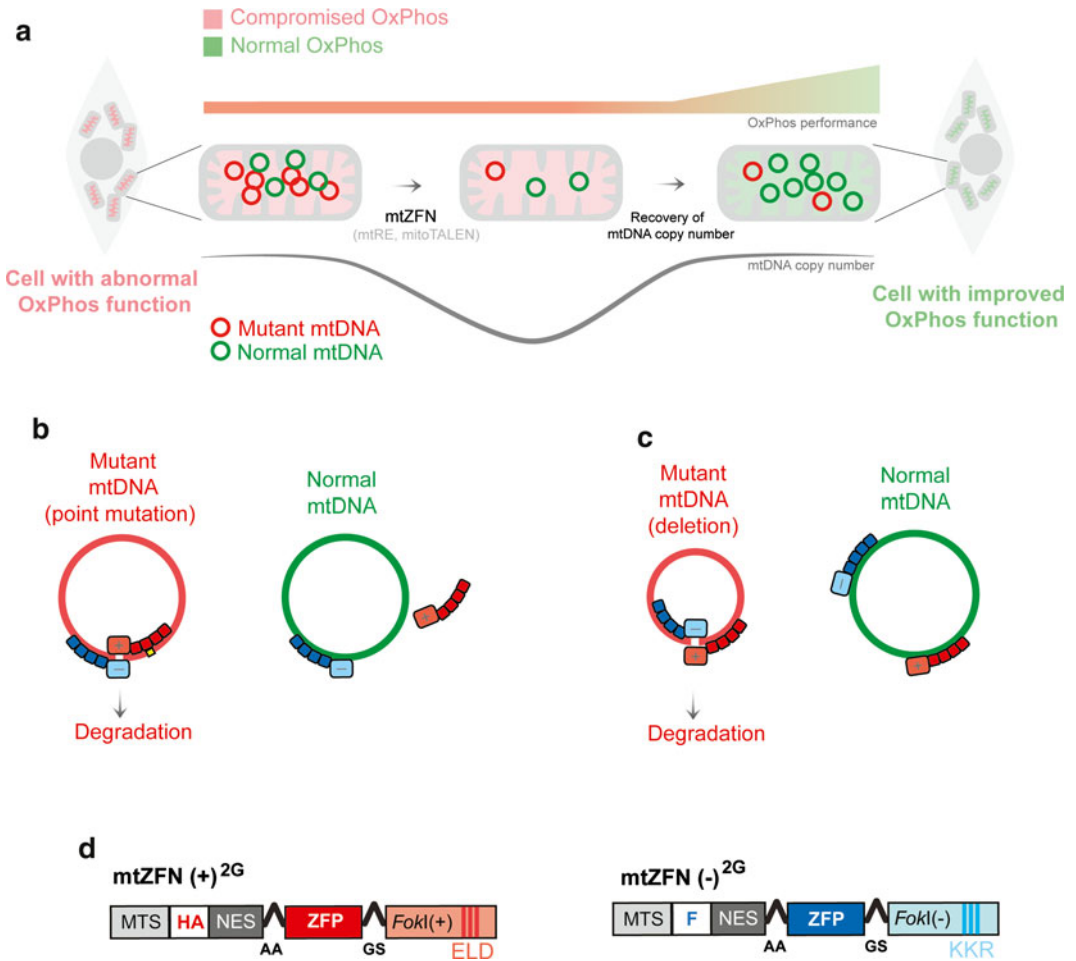 a
Compromised OxPhos
Normal OxPhos
OxPhos performance
mtZFN
(mtRE, mitoTALEN)
Recovery of
mtDNA copy number
mtDNA copy number
Cell with abnormal
OxPhos function
Cell with improved
OxPhos function
Mutant mtDNA
Normal mtDNA
b
Mutant
mtDNA
(point mutation)
Normal
mtDNA
+
−
−
+
Degradation
c
Mutant
mtDNA
(deletion)
Normal
mtDNA
−
+
−
+
Degradation
d
mtZFN (+)2G
MTS HA NES ZFP FokI(+)
AA GS ELD
mtZFN (-)2G
MTS F NES ZFP FokI(-)
AA GS KKR